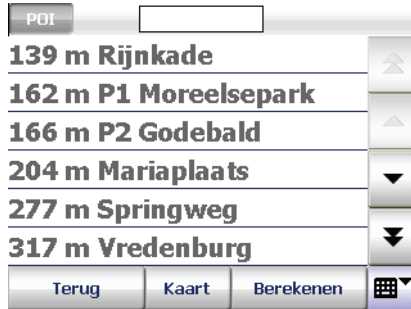 POI
139 m Rijnkade
162 m P1 Moreelsepark
166 m P2 Godebald
204 m Mariaplaats
277 m Springweg
317 m Vredenburg
Terug Kaart Berekenen